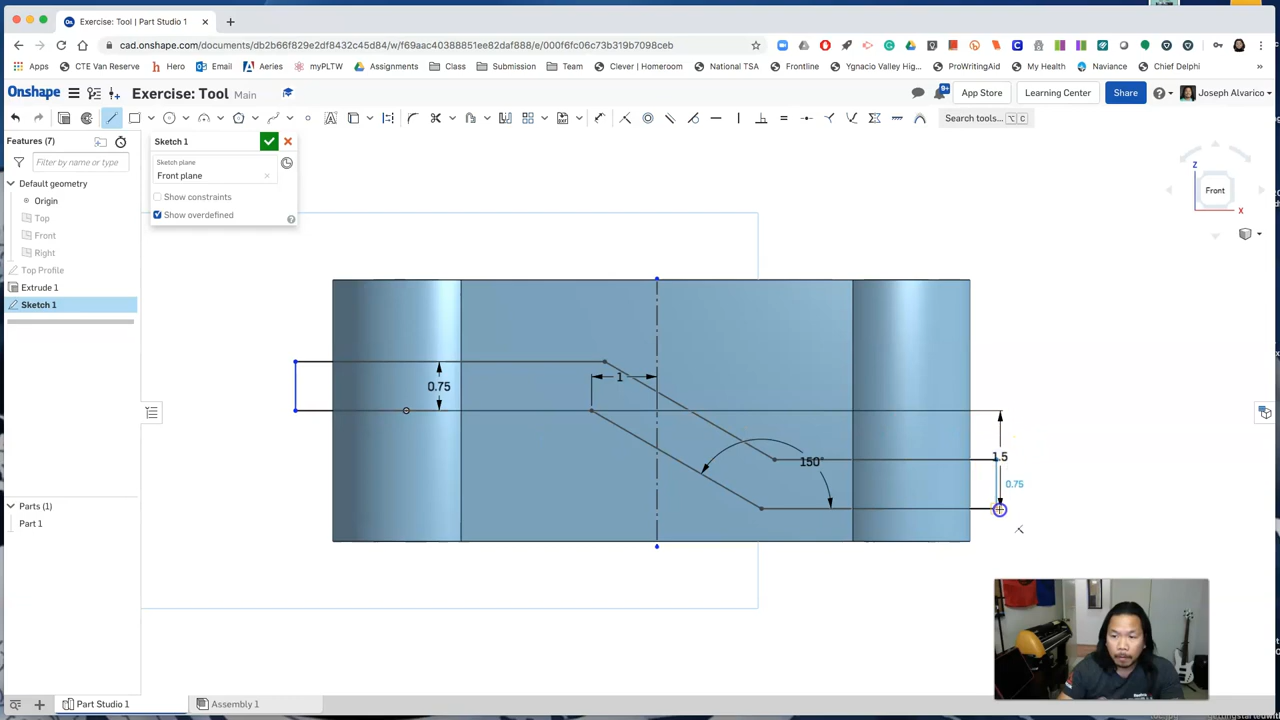 Exercise: Tool | Part Studio 1
cad.onshape.com/documents/db2b66f829e2df8432c45d84/w/f69aac40388851ee82daf888/e/000f6fc06c73b319b7098ceb
Apps
CTE Van Reserve
Hero
Email
Aeries
myPLTW
Assignments
Class
Submission
Team
Clever | Homeroom
National TSA
Frontline
Ygnacio Valley Hig...
ProWritingAid
My Health
Naviance
Chief Delphi
Onshape
Exercise: Tool Main
9+
App Store
Learning Center
Share
Joseph Alvarico
Search tools...
⌥ C
Features (7)
Filter by name or type
Default geometry
Origin
Top
Front
Right
Top Profile
Extrude 1
Sketch 1
Parts (1)
Part 1
Sketch 1
Sketch plane
Front plane
Show constraints
Show overdefined
Z
Front
X
0.75
1
150°
1.5
0.75
Part Studio 1
Assembly 1